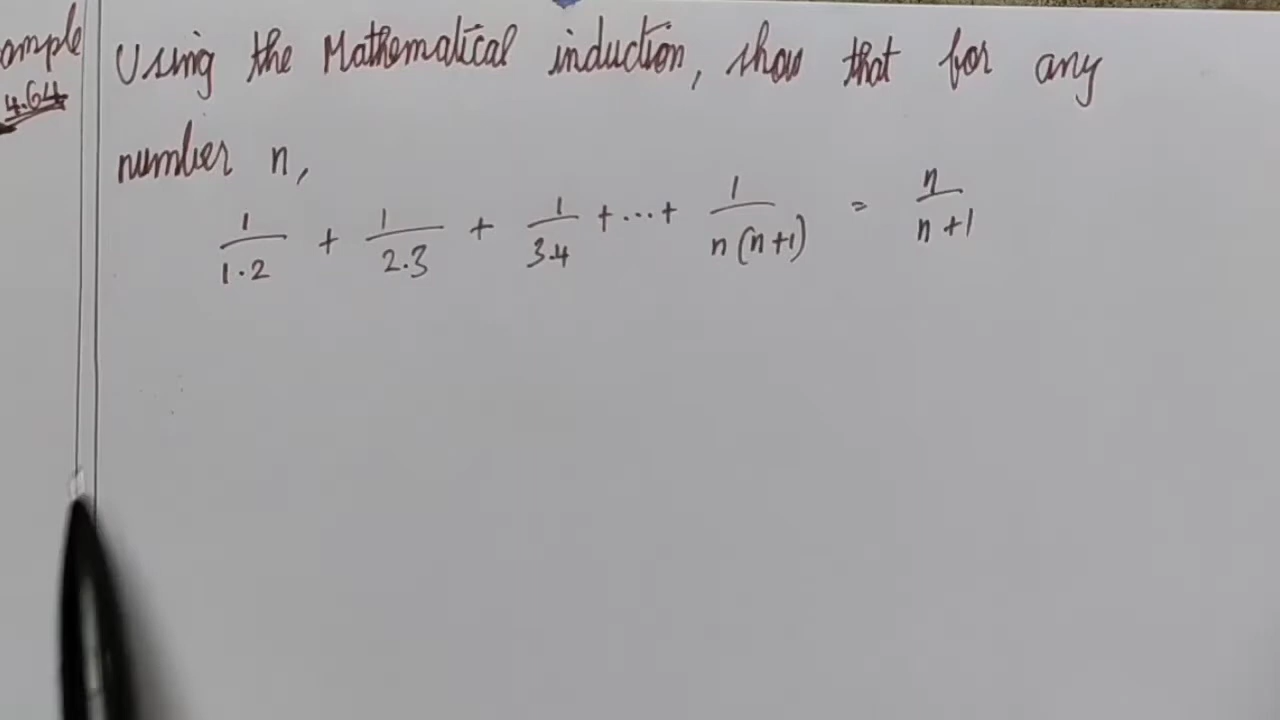 ample Using the Mathematical induction, show that for any
4.64
number n,
1/1.2 + 1/2.3 + 1/3.4 + ... + 1/n(n+1) = n/n+1